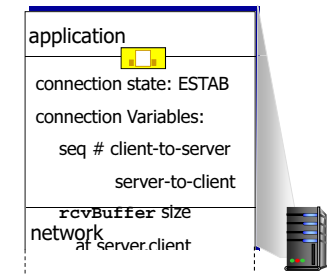 application
connection state: ESTAB
connection Variables:
seq # client-to-server
server-to-client
rcvBuffer size
network
at server,client